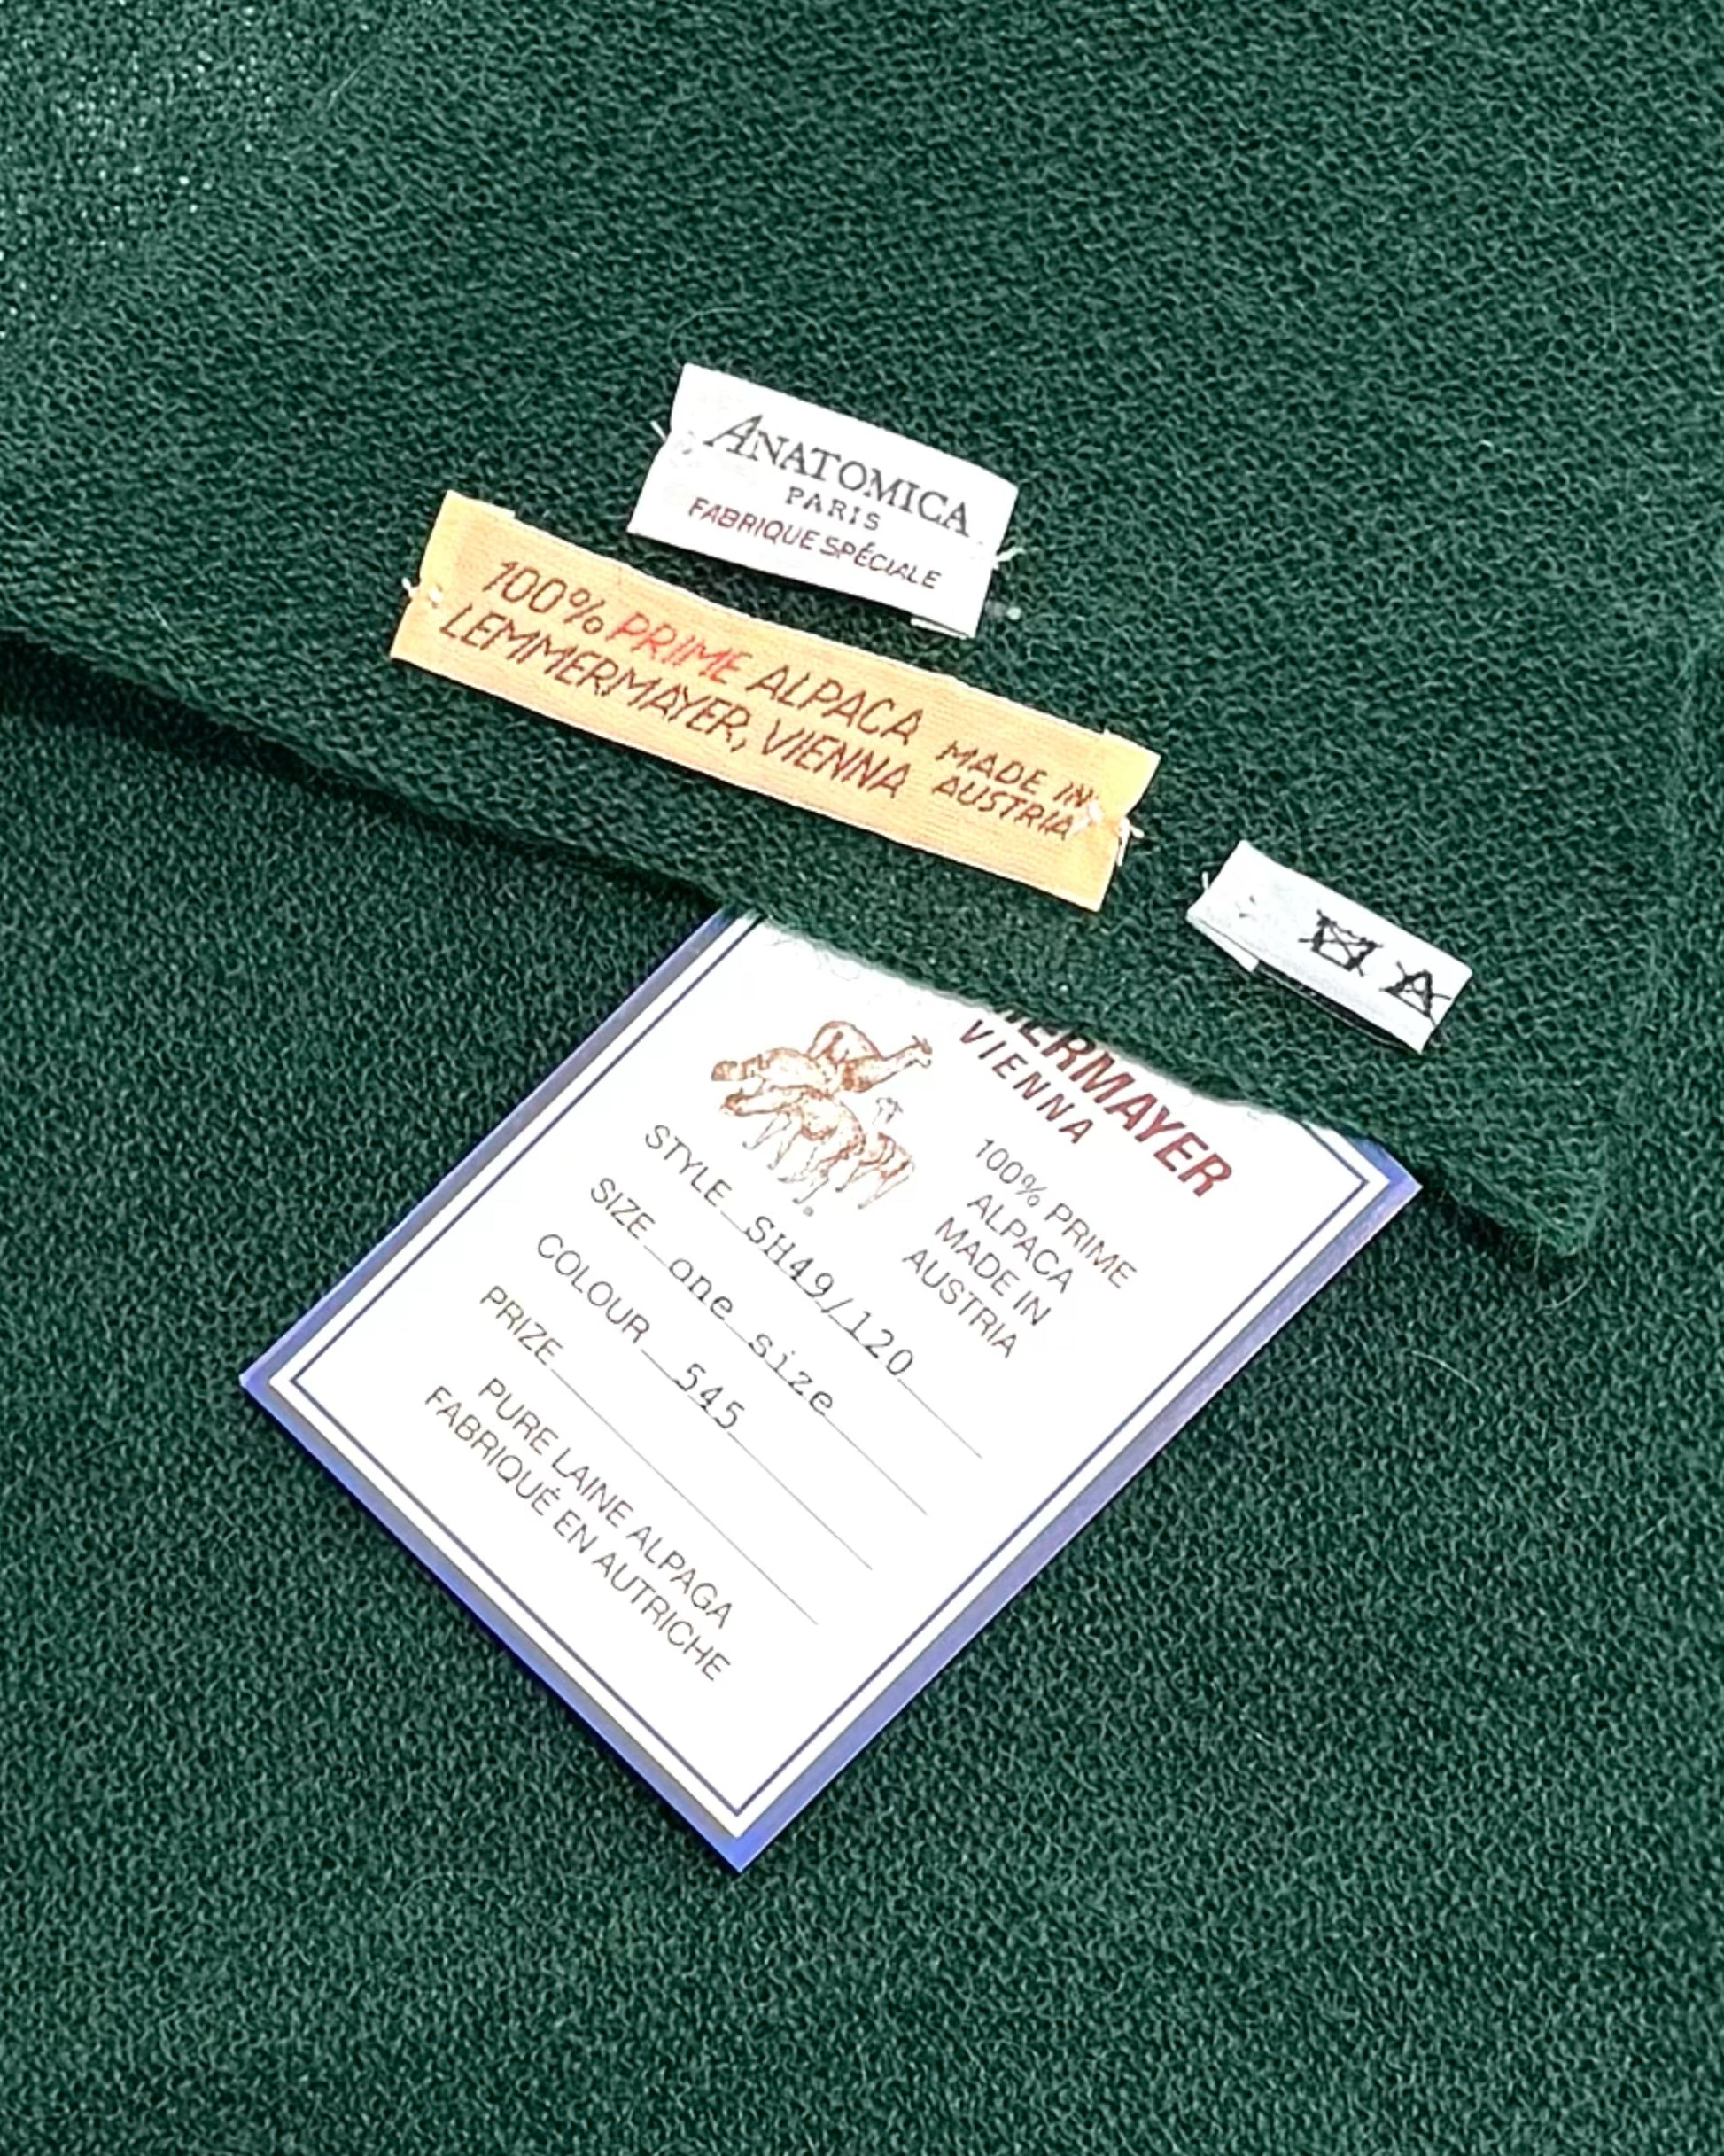 ANATOMICA
PARIS
FABRIQUE SPÉCIALE
100% PRIME ALPACA
LEMMERMAYER, VIENNA
MADE IN
AUSTRIA
ERMAYER
VIENNA
100% PRIME
ALPACA
MADE IN
AUSTRIA
®
STYLE SH49/120
SIZE one size
COLOUR 545
PRIZE
PURE LAINE ALPAGA
FABRIQUÉ EN AUTRICHE